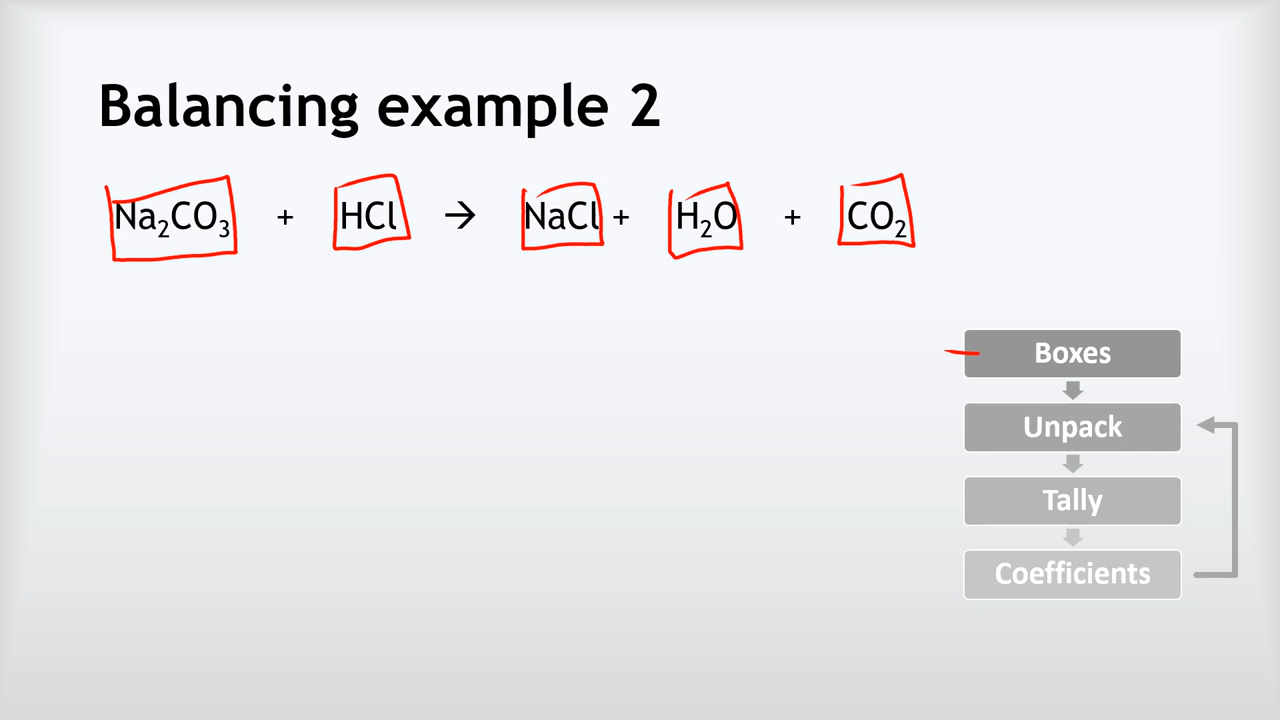 Balancing example 2
Na₂CO₃ + HCl → NaCl + H₂O + CO₂
Boxes
Unpack
Tally
Coefficients